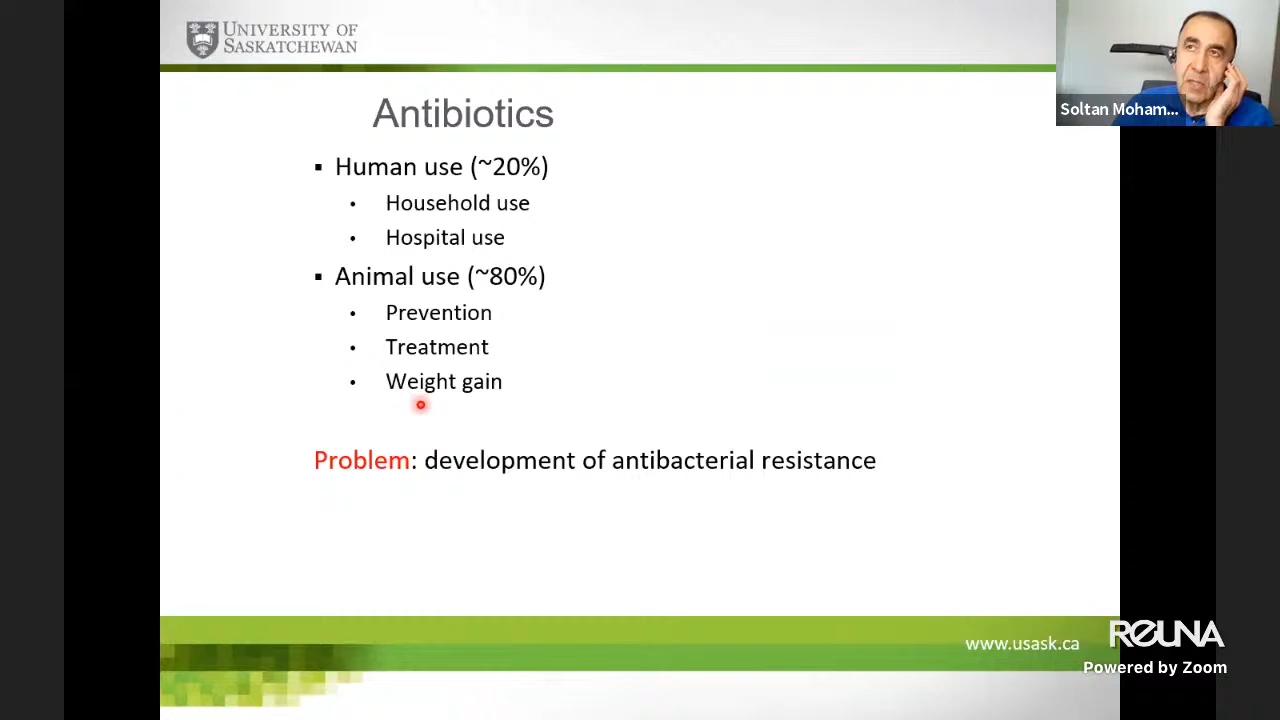 UNIVERSITY OF
SASKATCHEWAN
Antibiotics
▪ Human use (~20%)
• Household use
• Hospital use
▪ Animal use (~80%)
• Prevention
• Treatment
• Weight gain
Problem: development of antibacterial resistance
Soltan Moham...
www.usask.ca
REUNA
Powered by Zoom